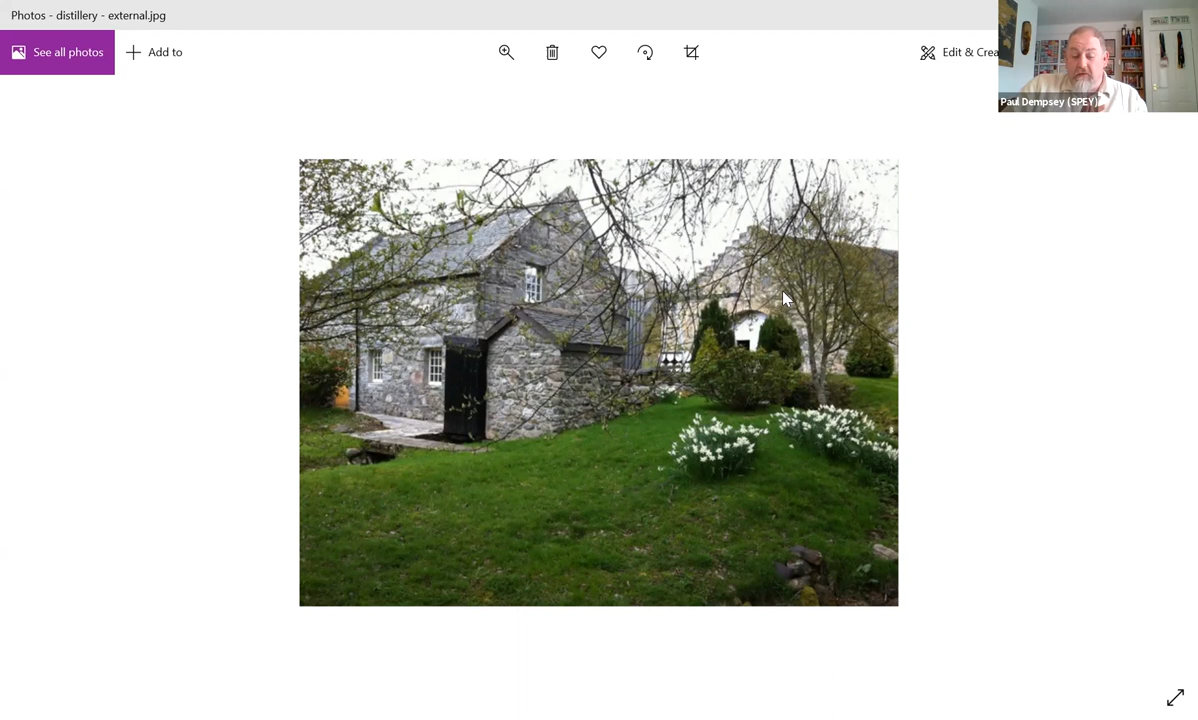 Photos - distillery - external.jpg
See all photos
Add to
Edit & Crea
Paul Dempsey (SPEY)